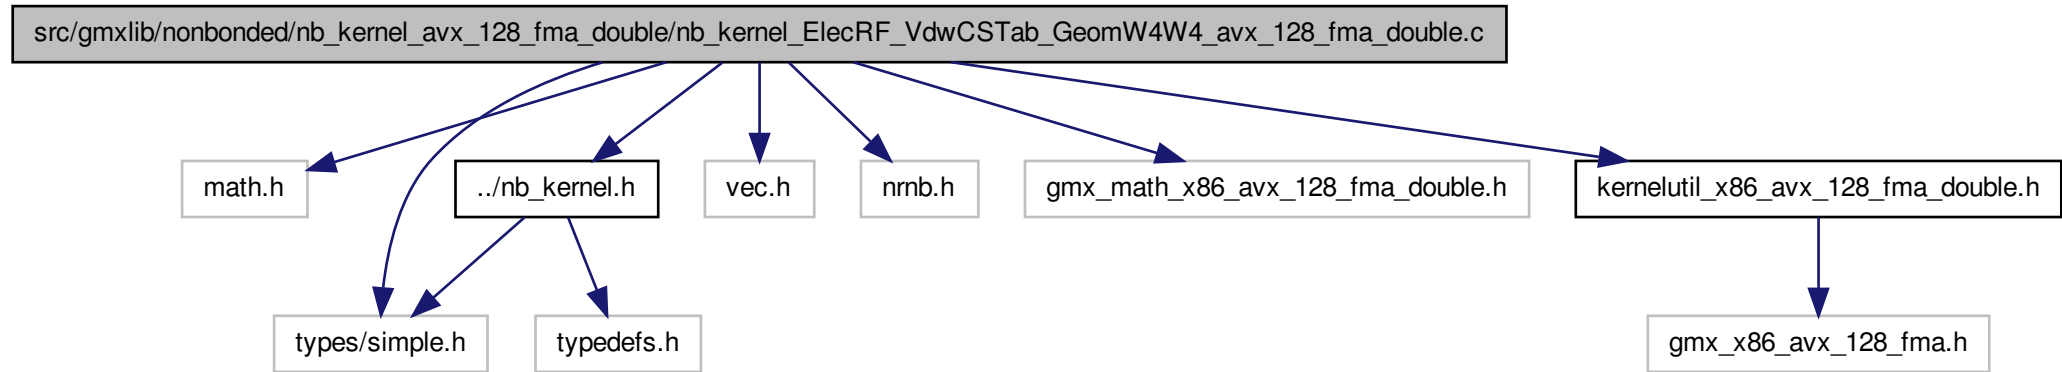 src/gmxlib/nonbonded/nb_kernel_avx_128_fma_double/nb_kernel_ElecRF_VdwCSTab_GeomW4W4_avx_128_fma_double.c
math.h
../nb_kernel.h
vec.h
nrnb.h
gmx_math_x86_avx_128_fma_double.h
kernelutil_x86_avx_128_fma_double.h
types/simple.h
typedefs.h
gmx_x86_avx_128_fma.h